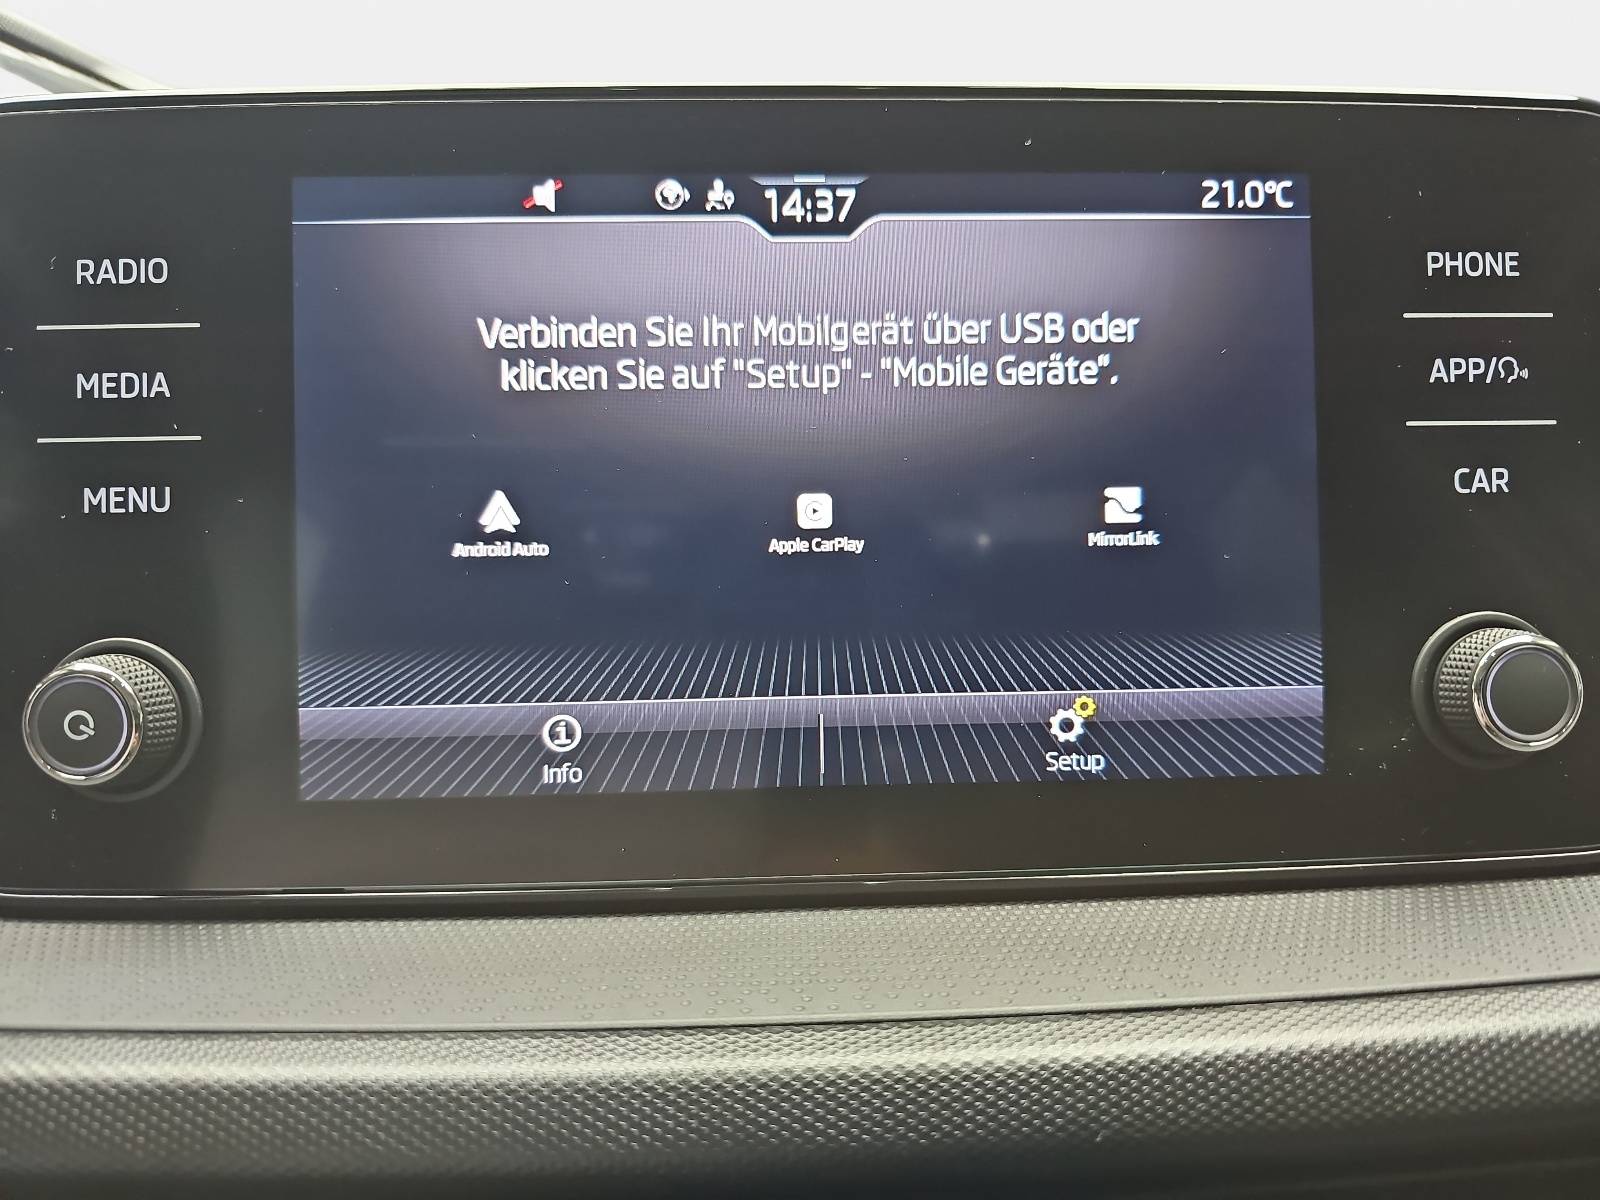 14:37
21.0°C
RADIO
MEDIA
MENU
Verbinden Sie Ihr Mobilgerät über USB oder
klicken Sie auf "Setup" - "Mobile Geräte".
Android Auto
Apple CarPlay
MirrorLink
Info
Setup
PHONE
APP/
CAR